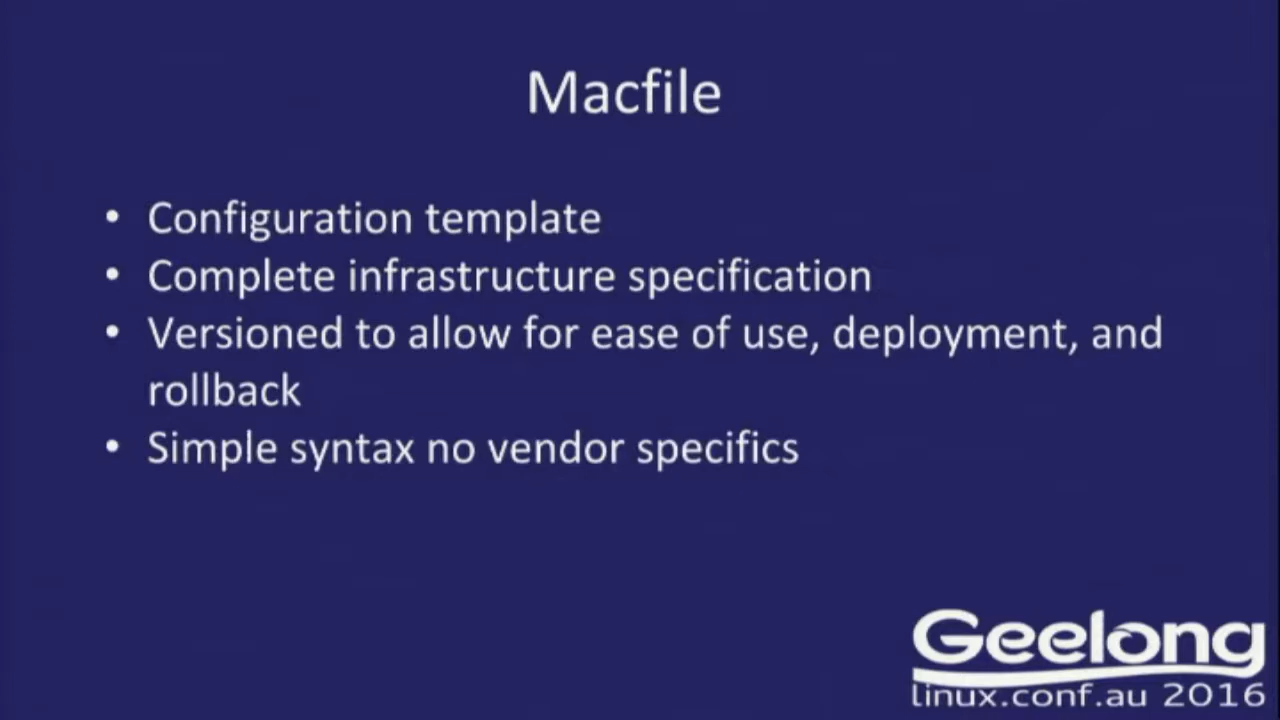 Macfile
• Configuration template
• Complete infrastructure specification
• Versioned to allow for ease of use, deployment, and
rollback
• Simple syntax no vendor specifics
Geelong
linux.conf.au 2016